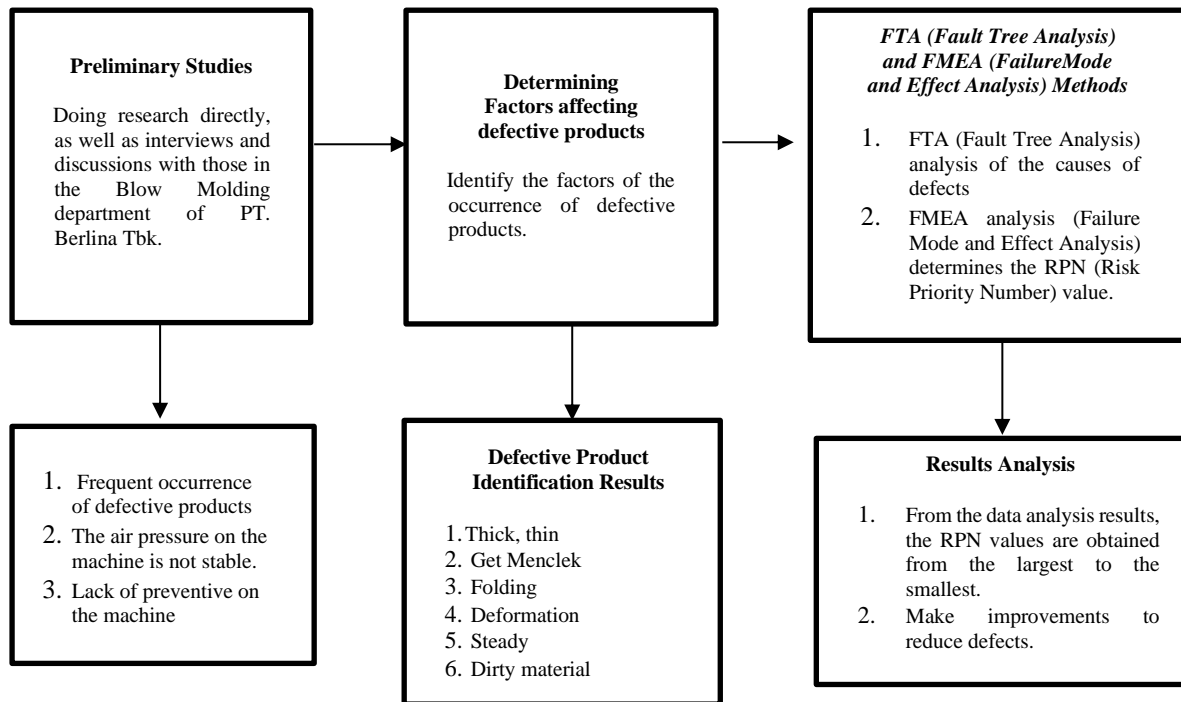 Preliminary Studies
Doing research directly,
as well as interviews and
discussions with those in
the Blow Molding
department of PT.
Berlina Tbk.
Determining
Factors affecting
defective products
Identify the factors of the
occurrence of defective
products.
FTA (Fault Tree Analysis)
and FMEA (FailureMode
and Effect Analysis) Methods
1. FTA (Fault Tree Analysis)
analysis of the causes of
defects
2. FMEA analysis (Failure
Mode and Effect Analysis)
determines the RPN (Risk
Priority Number) value.
1. Frequent occurrence
of defective products
2. The air pressure on the
machine is not stable.
3. Lack of preventive on
the machine
Defective Product
Identification Results
1. Thick, thin
2. Get Menclek
3. Folding
4. Deformation
5. Steady
6. Dirty material
Results Analysis
1. From the data analysis results,
the RPN values are obtained
from the largest to the
smallest.
2. Make improvements to
reduce defects.